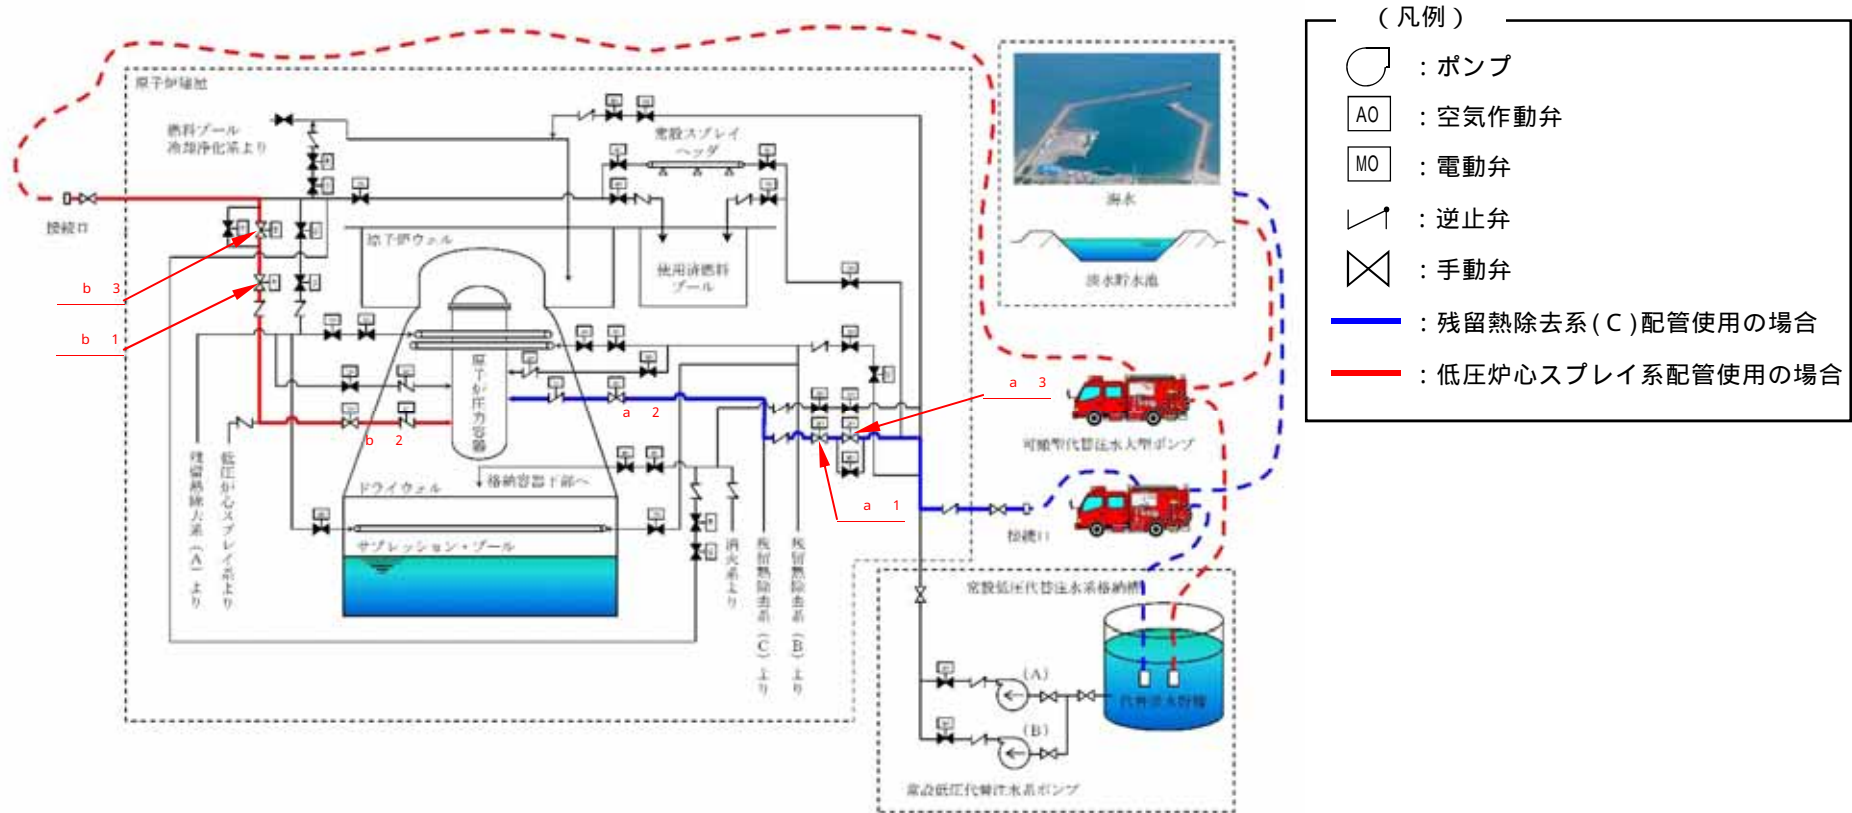 (凡例)
:ポンプ
AO :空気作動弁
MO :電動弁
:逆止弁
:手動弁
:残留熱除去系(C)配管使用の場合
:低圧炉心スプレイ系配管使用の場合
原子炉建屋
燃料プール
冷却浄化系より
常設スプレイ
ヘッダ
海水
接続口
原子炉ウェル
使用済燃料
プール
淡水貯水池
b 3
b 1
原子炉圧力容器
a 3
a 2
b 2
可搬型代替注水大型ポンプ
残留熱除去系(A)より
低圧炉心スプレイ系より
格納容器下部へ
ドライウェル
a 1
接続口
サプレッション・プール
消火系より
残留熱除去系(C)より
残留熱除去系(B)より
常設低圧代替注水系格納槽
(A)
代替淡水貯槽
(B)
常設低圧代替注水系ポンプ